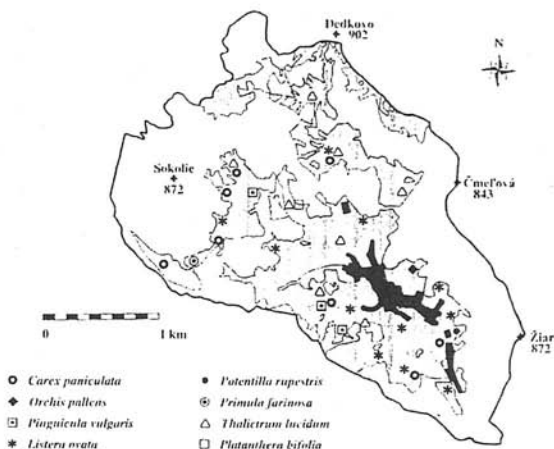 Dedkovo
902
N
Sokolie
872
Čmeľová
843
Žiar
872
0 1 km
Carex paniculata
Orchis pallens
Pinguicula vulgaris
Listera ovata
Potentilla rupestris
Primula farinosa
Thalictrum lucidum
Platanthera bifolia